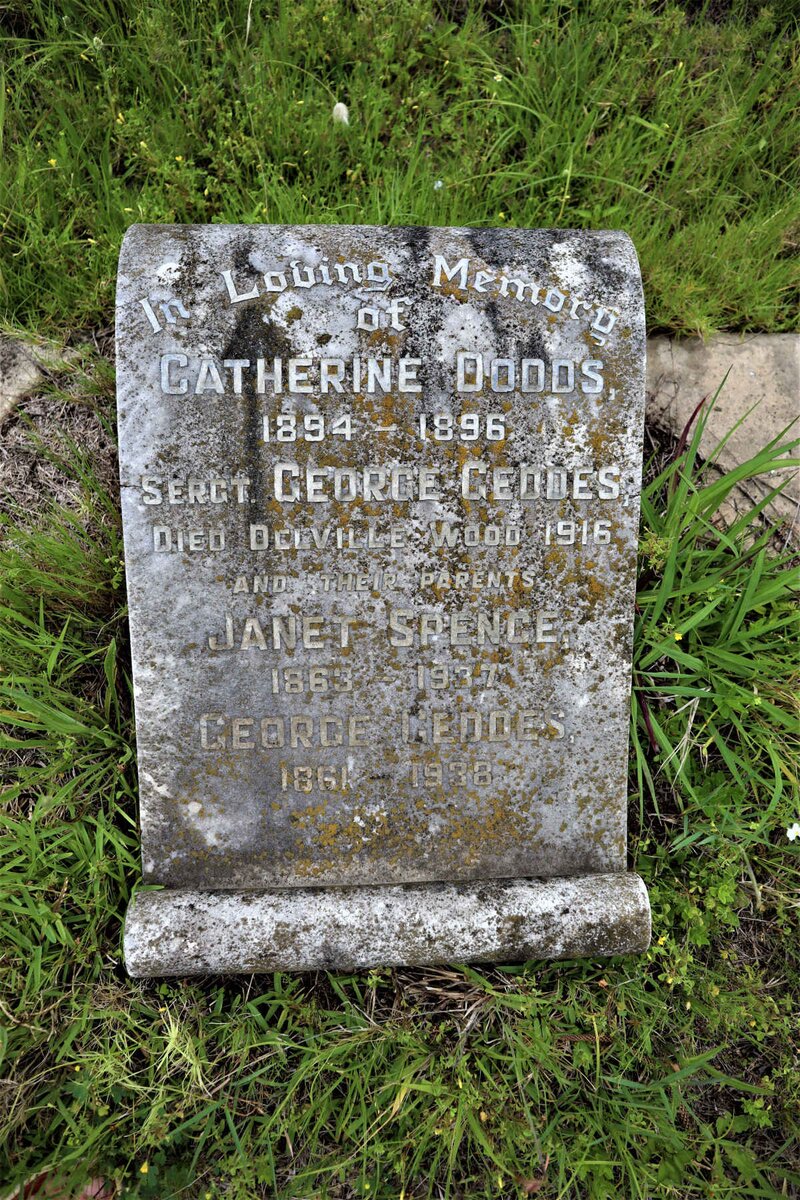 In Loving Memory
of
CATHERINE DODDS,
1894 – 1896
SERGT GEORGE GEDDES,
DIED DELVILLE WOOD 1916
AND THEIR PARENTS
JANET SPENCE,
1863 – 1937
GEORGE GEDDES,
1861 – 1938